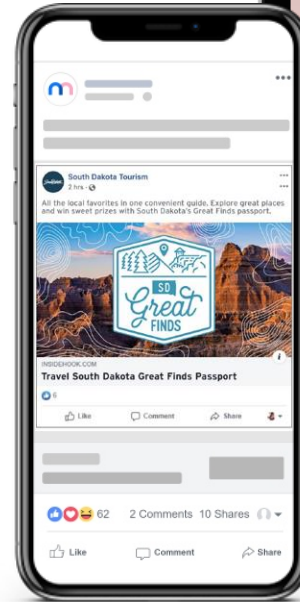 South Dakota Tourism
2 hrs ·
All the local favorites in one convenient guide. Explore great places
and win sweet prizes with South Dakota's Great Finds passport.
SD
Great
FINDS
i
INSIDEHOOK.COM
Travel South Dakota Great Finds Passport
6
Like Comment Share
62 2 Comments 10 Shares
Like Comment Share